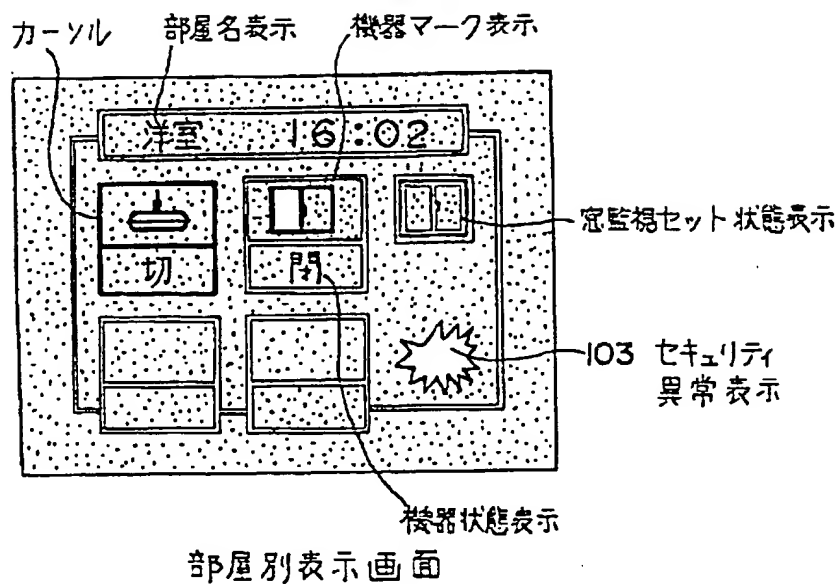 カーソル
部屋名表示
機器マーク表示
洋室 16:02
窓監視セット状態表示
切
閉
103 セキュリティ
異常表示
機器状態表示
部屋別表示画面